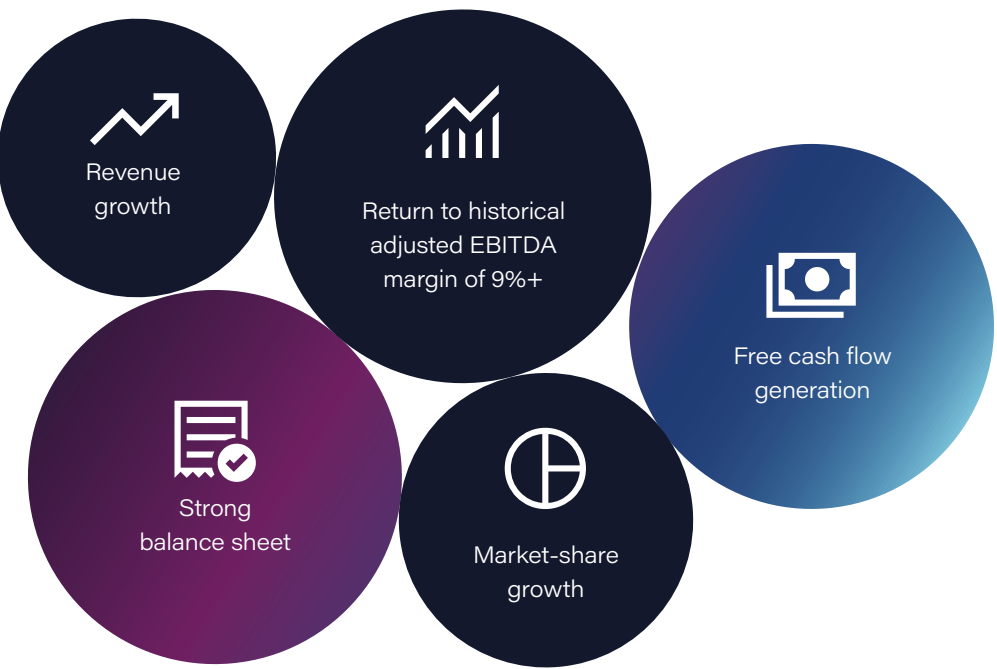 Revenue
growth
Return to historical
adjusted EBITDA
margin of 9%+
Free cash flow
generation
Strong
balance sheet
Market-share
growth